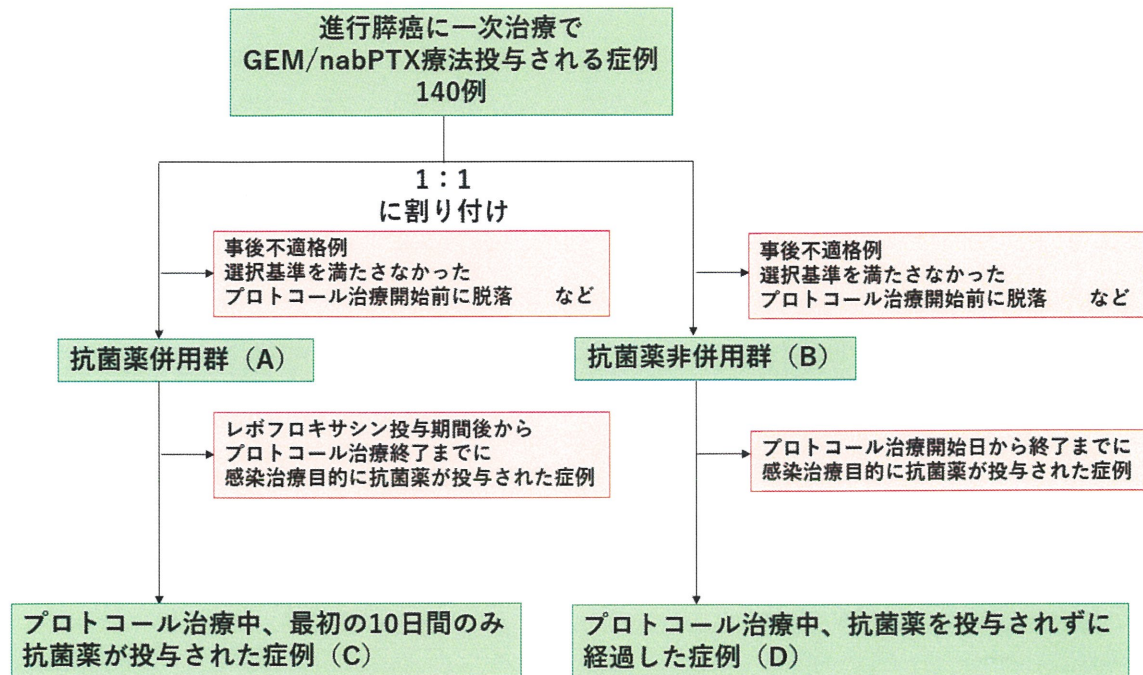 進行膵癌に一次治療で
GEM/nabPTX療法投与される症例
140例
1：1
に割り付け
事後不適格例
選択基準を満たさなかった
プロトコール治療開始前に脱落　　など
事後不適格例
選択基準を満たさなかった
プロトコール治療開始前に脱落　　など
抗菌薬併用群（A）
抗菌薬非併用群（B）
レボフロキサシン投与期間後から
プロトコール治療終了までに
感染治療目的に抗菌薬が投与された症例
プロトコール治療開始日から終了までに
感染治療目的に抗菌薬が投与された症例
プロトコール治療中、最初の10日間のみ
抗菌薬が投与された症例（C）
プロトコール治療中、抗菌薬を投与されずに
経過した症例（D）